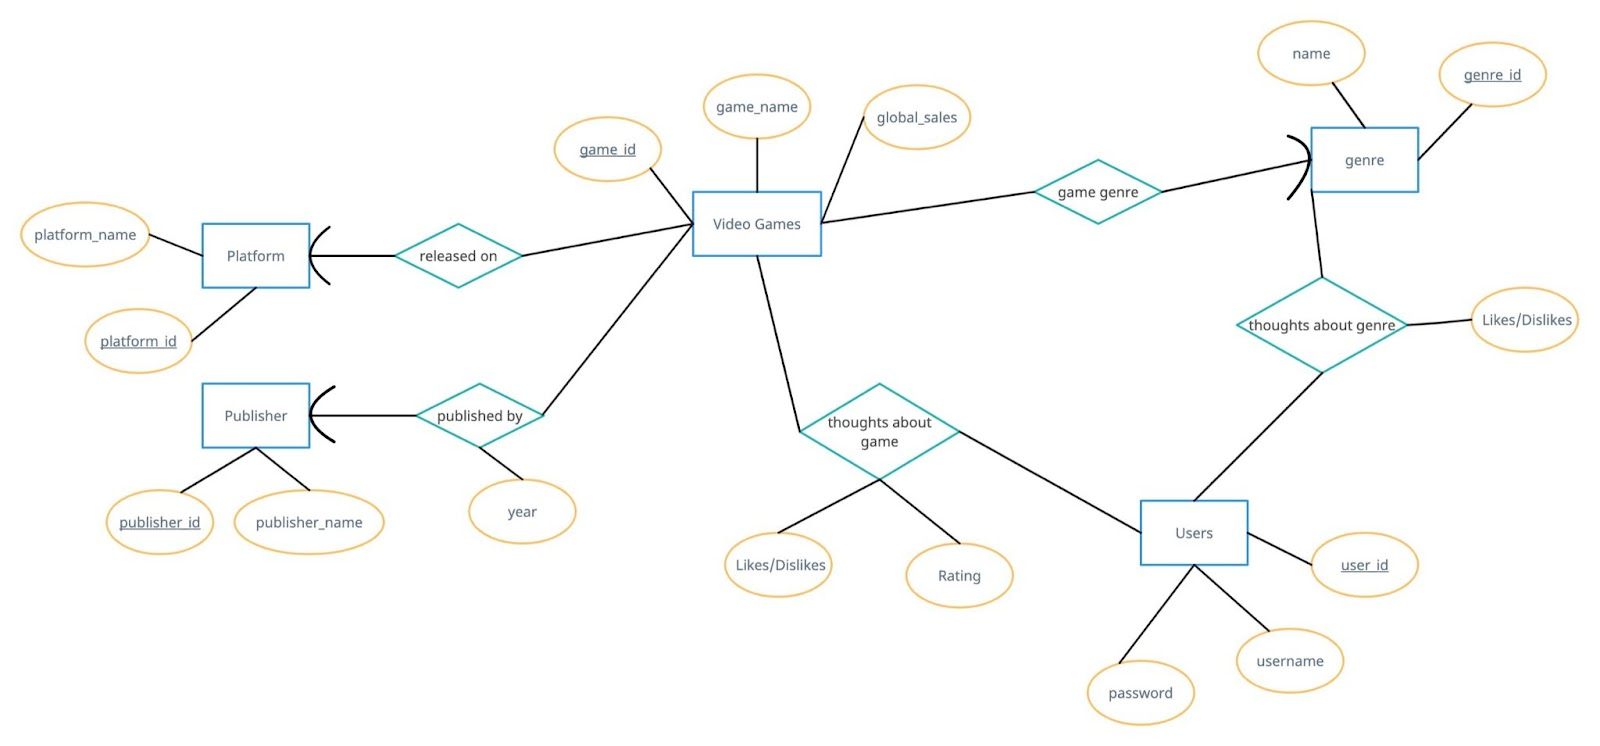 name
genre_id
game_name
global_sales
game_id
genre
game genre
Video Games
platform_name
Platform
released on
thoughts about genre
Likes/Dislikes
platform_id
Publisher
published by
thoughts about
game
publisher_id
publisher_name
year
Users
Likes/Dislikes
Rating
user_id
username
password